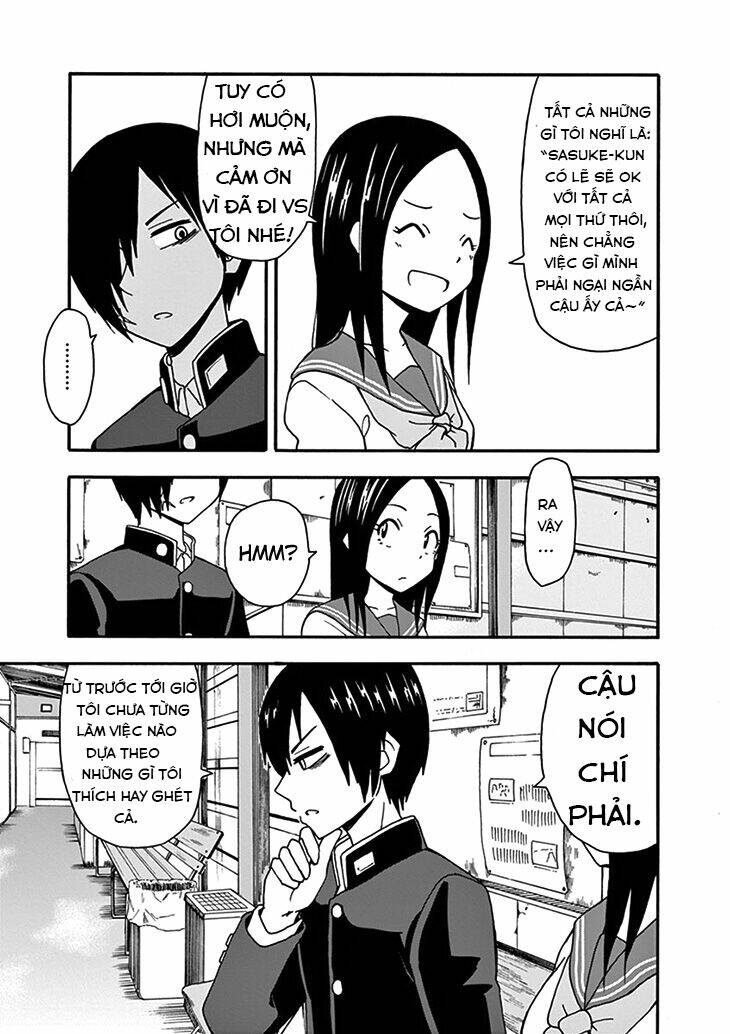 TẤT CẢ NHỮNG
GÌ TÔI NGHĨ LÀ:
"SASUKE-KUN
CÓ LẼ SẼ OK
VỚI TẤT CẢ
MỌI THỨ THÔI,
NÊN CHẲNG
VIỆC GÌ MÌNH
PHẢI NGẠI NGẦN
CẬU ẤY CẢ~"
TUY CÓ
HƠI MUỘN,
NHƯNG MÀ
CẢM ƠN
VÌ ĐÃ ĐI VS
TÔI NHÉ!
.........
RA
VẬY
...
HMM?
CẬU
NÓI
CHÍ
PHẢI.
TỪ TRƯỚC TỚI GIỜ
TÔI CHƯA TỪNG
LÀM VIỆC NÀO
DỰA THEO
NHỮNG GÌ TÔI
THÍCH HAY GHÉT
CẢ.